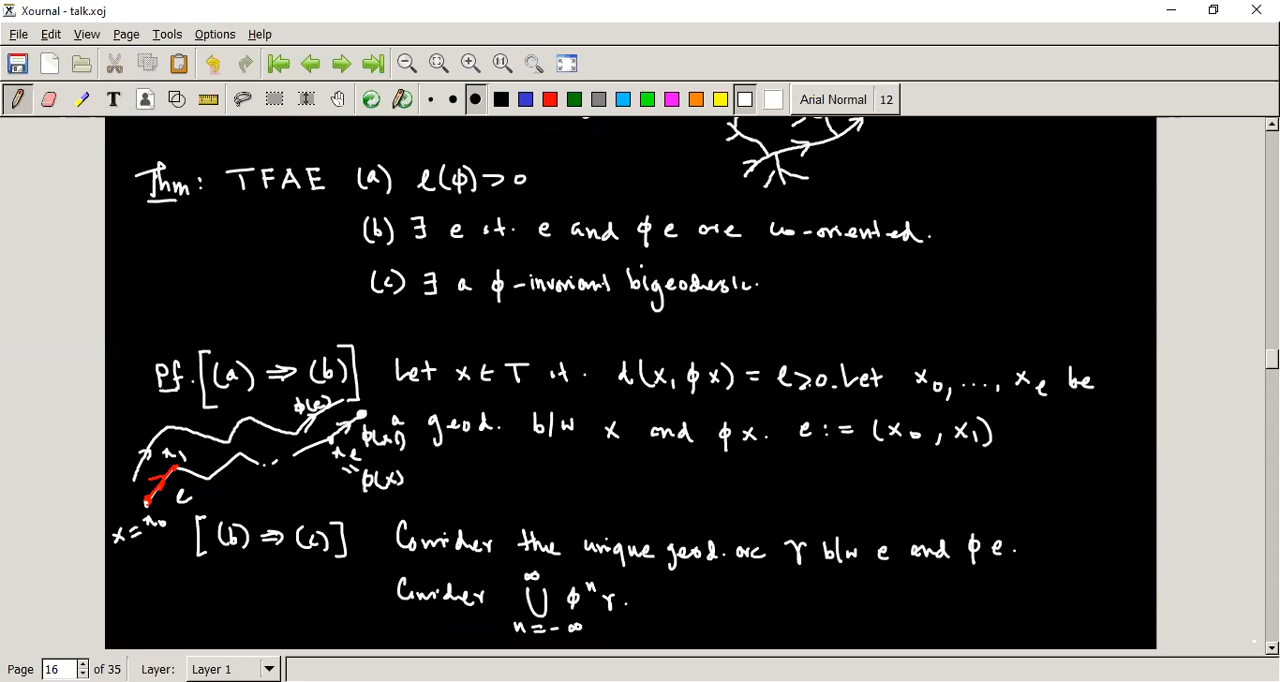 Xournal - talk.xoj
File Edit View Page Tools Options Help
T Arial Normal 12
Thm: TFAE (a) l(φ) > 0
(b) ∃ e s.t. e and φe are co-oriented.
(c) ∃ a φ-invariant bigeodesic.
Pf. [(a) ⇒ (b)] Let x ∈ T s.t. d(x, φx) = l > 0. Let x₀, ..., xₗ be
a geod. b/w x and φx. e := (x₀, x₁)
φ(e)
x₁ φ(x₁)
xₗ
e = φ(x)
x = x₀
[(b) ⇒ (c)] Consider the unique geod. arc γ b/w e and φe.
Consider ∞⋃n=-∞ φⁿγ.
Page 16 of 35 Layer: Layer 1